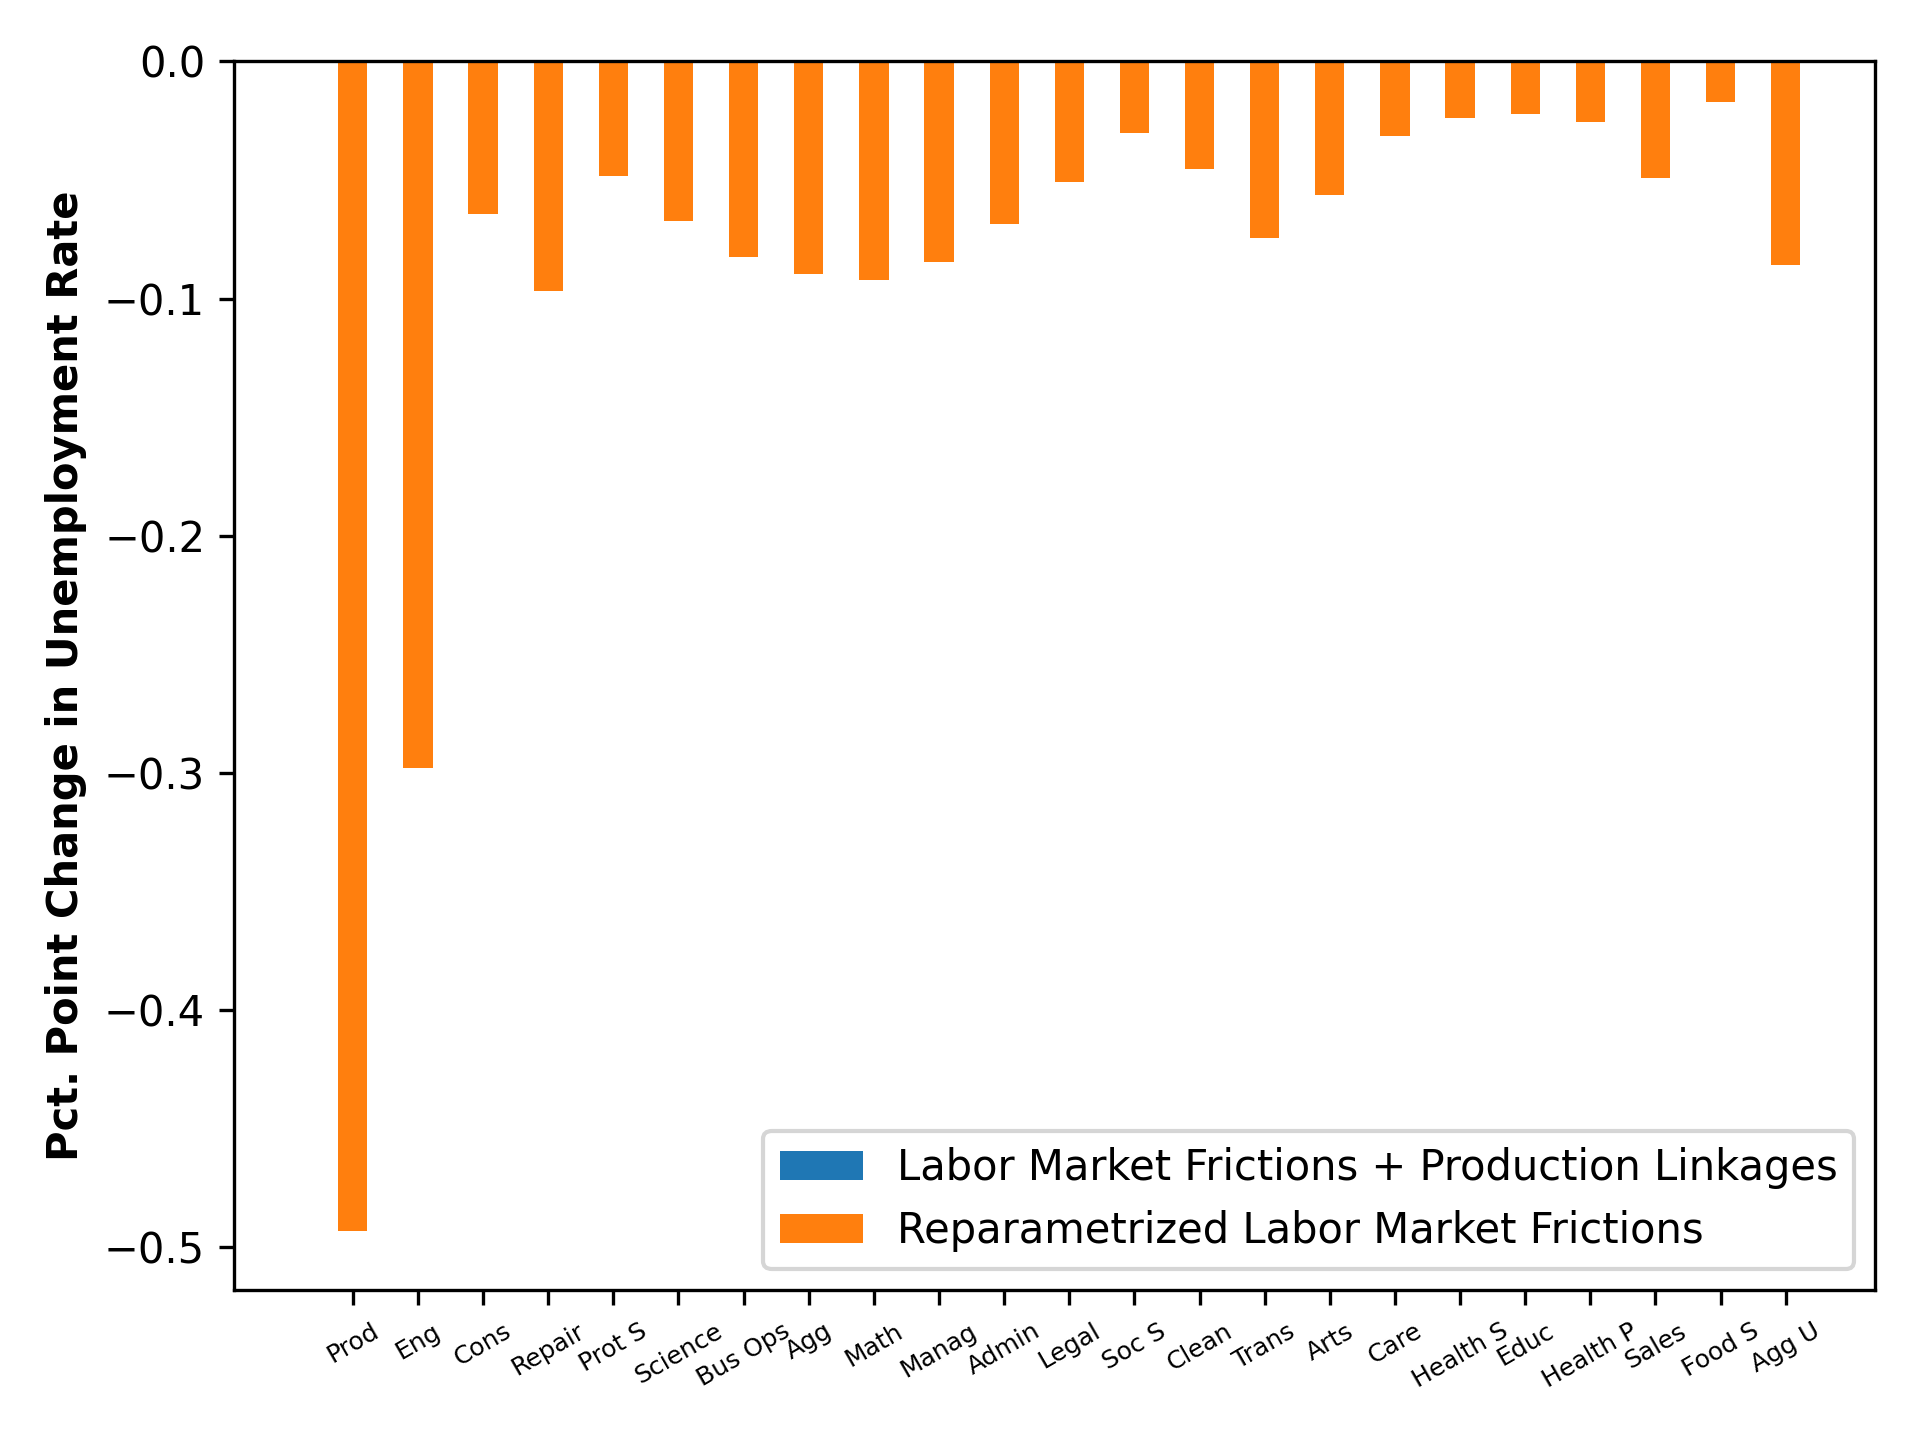 Pct. Point Change in Unemployment Rate
0.0
−0.1
−0.2
−0.3
−0.4
−0.5
Labor Market Frictions + Production Linkages
Reparametrized Labor Market Frictions
Prod
Eng
Cons
Repair
Prot S
Science
Bus Ops
Agg
Math
Manag
Admin
Legal
Soc S
Clean
Trans
Arts
Care
Health S
Educ
Health P
Sales
Food S
Agg U